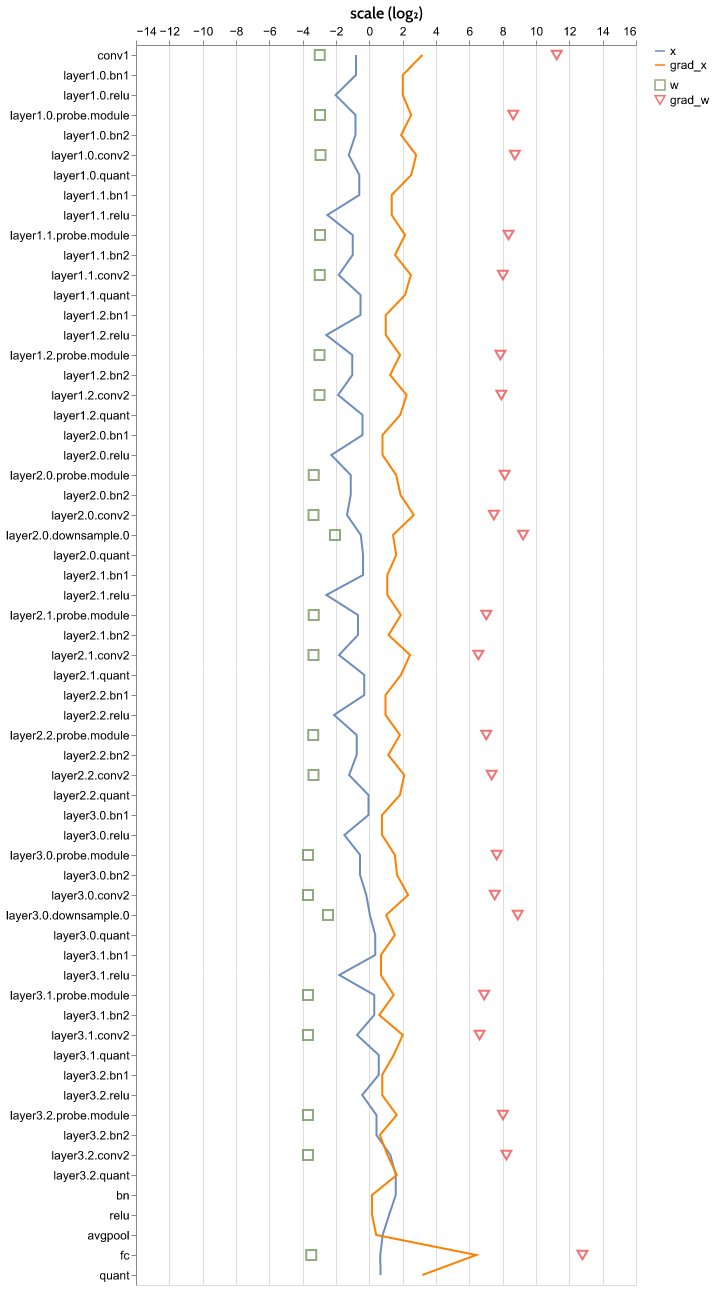 scale (log₂)
−14 −12 −10 −8 −6 −4 −2 0 2 4 6 8 10 12 14 16
x
grad_x
w
grad_w
conv1
layer1.0.bn1
layer1.0.relu
layer1.0.probe.module
layer1.0.bn2
layer1.0.conv2
layer1.0.quant
layer1.1.bn1
layer1.1.relu
layer1.1.probe.module
layer1.1.bn2
layer1.1.conv2
layer1.1.quant
layer1.2.bn1
layer1.2.relu
layer1.2.probe.module
layer1.2.bn2
layer1.2.conv2
layer1.2.quant
layer2.0.bn1
layer2.0.relu
layer2.0.probe.module
layer2.0.bn2
layer2.0.conv2
layer2.0.downsample.0
layer2.0.quant
layer2.1.bn1
layer2.1.relu
layer2.1.probe.module
layer2.1.bn2
layer2.1.conv2
layer2.1.quant
layer2.2.bn1
layer2.2.relu
layer2.2.probe.module
layer2.2.bn2
layer2.2.conv2
layer2.2.quant
layer3.0.bn1
layer3.0.relu
layer3.0.probe.module
layer3.0.bn2
layer3.0.conv2
layer3.0.downsample.0
layer3.0.quant
layer3.1.bn1
layer3.1.relu
layer3.1.probe.module
layer3.1.bn2
layer3.1.conv2
layer3.1.quant
layer3.2.bn1
layer3.2.relu
layer3.2.probe.module
layer3.2.bn2
layer3.2.conv2
layer3.2.quant
bn
relu
avgpool
fc
quant